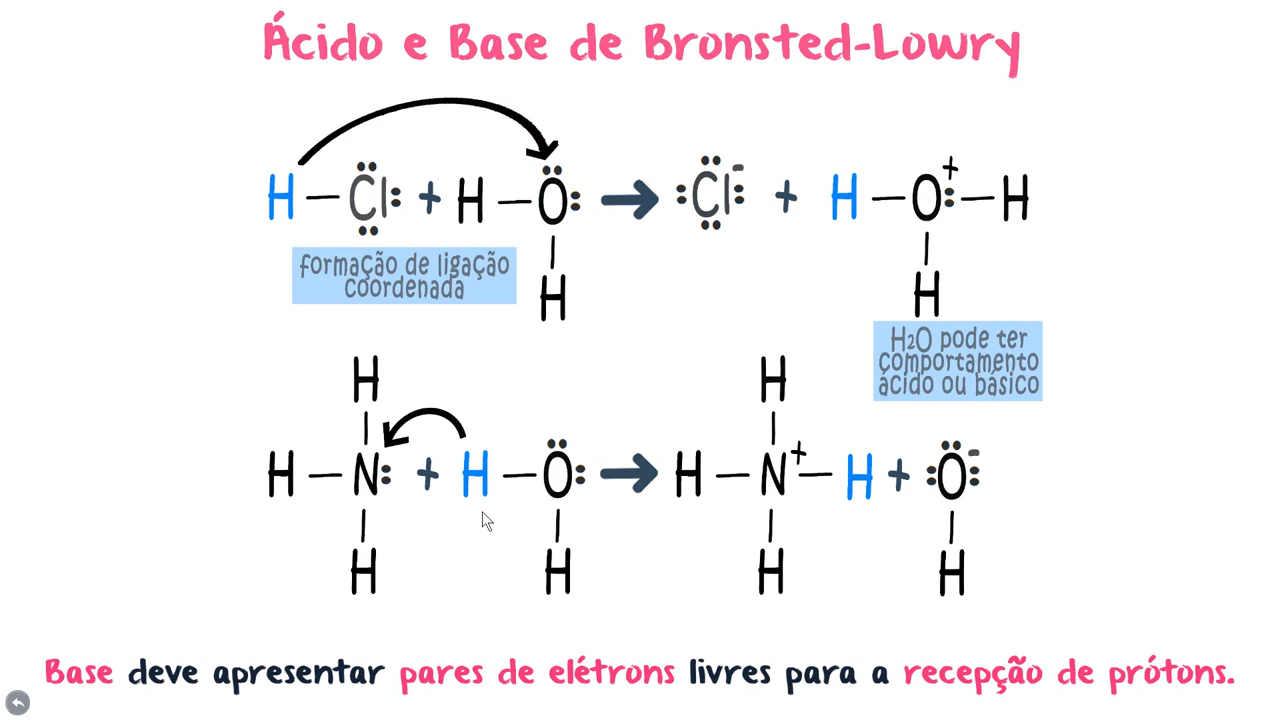 Ácido e Base de Bronsted-Lowry
H — Cl + H — O → Cl⁻ + H — O⁺ — H
formação de ligação
coordenada
H
H
H₂O pode ter
comportamento
ácido ou básico
H
H
H — N + H — O → H — N⁺ — H + O⁻
H
H
H
H
Base deve apresentar pares de elétrons livres para a recepção de prótons.